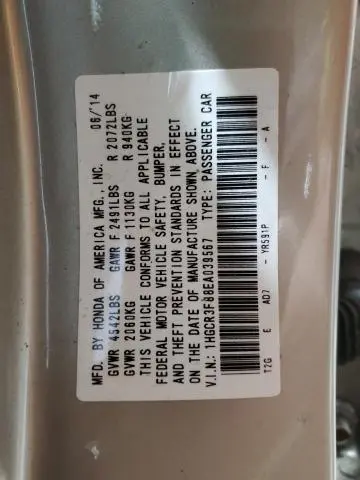 MFD. BY HONDA OF AMERICA MFG., INC. 06/'14
GVWR 4542LBS GAWR F 2491LBS R 2072LBS
GVWR 2060KG GAWR F 1130KG R 940KG
THIS VEHICLE CONFORMS TO ALL APPLICABLE
FEDERAL MOTOR VEHICLE SAFETY, BUMPER,
AND THEFT PREVENTION STANDARDS IN EFFECT
ON THE DATE OF MANUFACTURE SHOWN ABOVE.
V.I.N.: 1HGCR3F88EA039567 TYPE: PASSENGER CAR
T2G E AD7 - YR591P - F - A